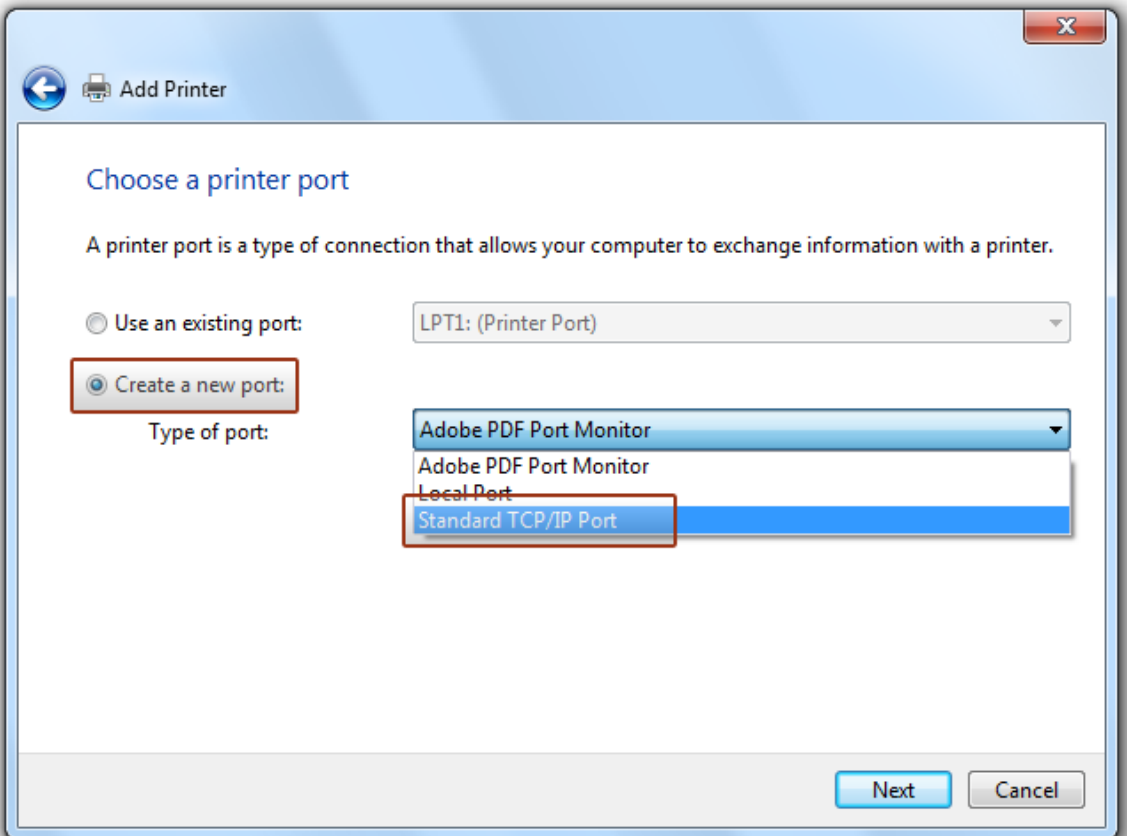 Add Printer
Choose a printer port
A printer port is a type of connection that allows your computer to exchange information with a printer.
Use an existing port: LPT1: (Printer Port)
Create a new port:
Type of port: Adobe PDF Port Monitor
Adobe PDF Port Monitor
Local Port
Standard TCP/IP Port
Next Cancel